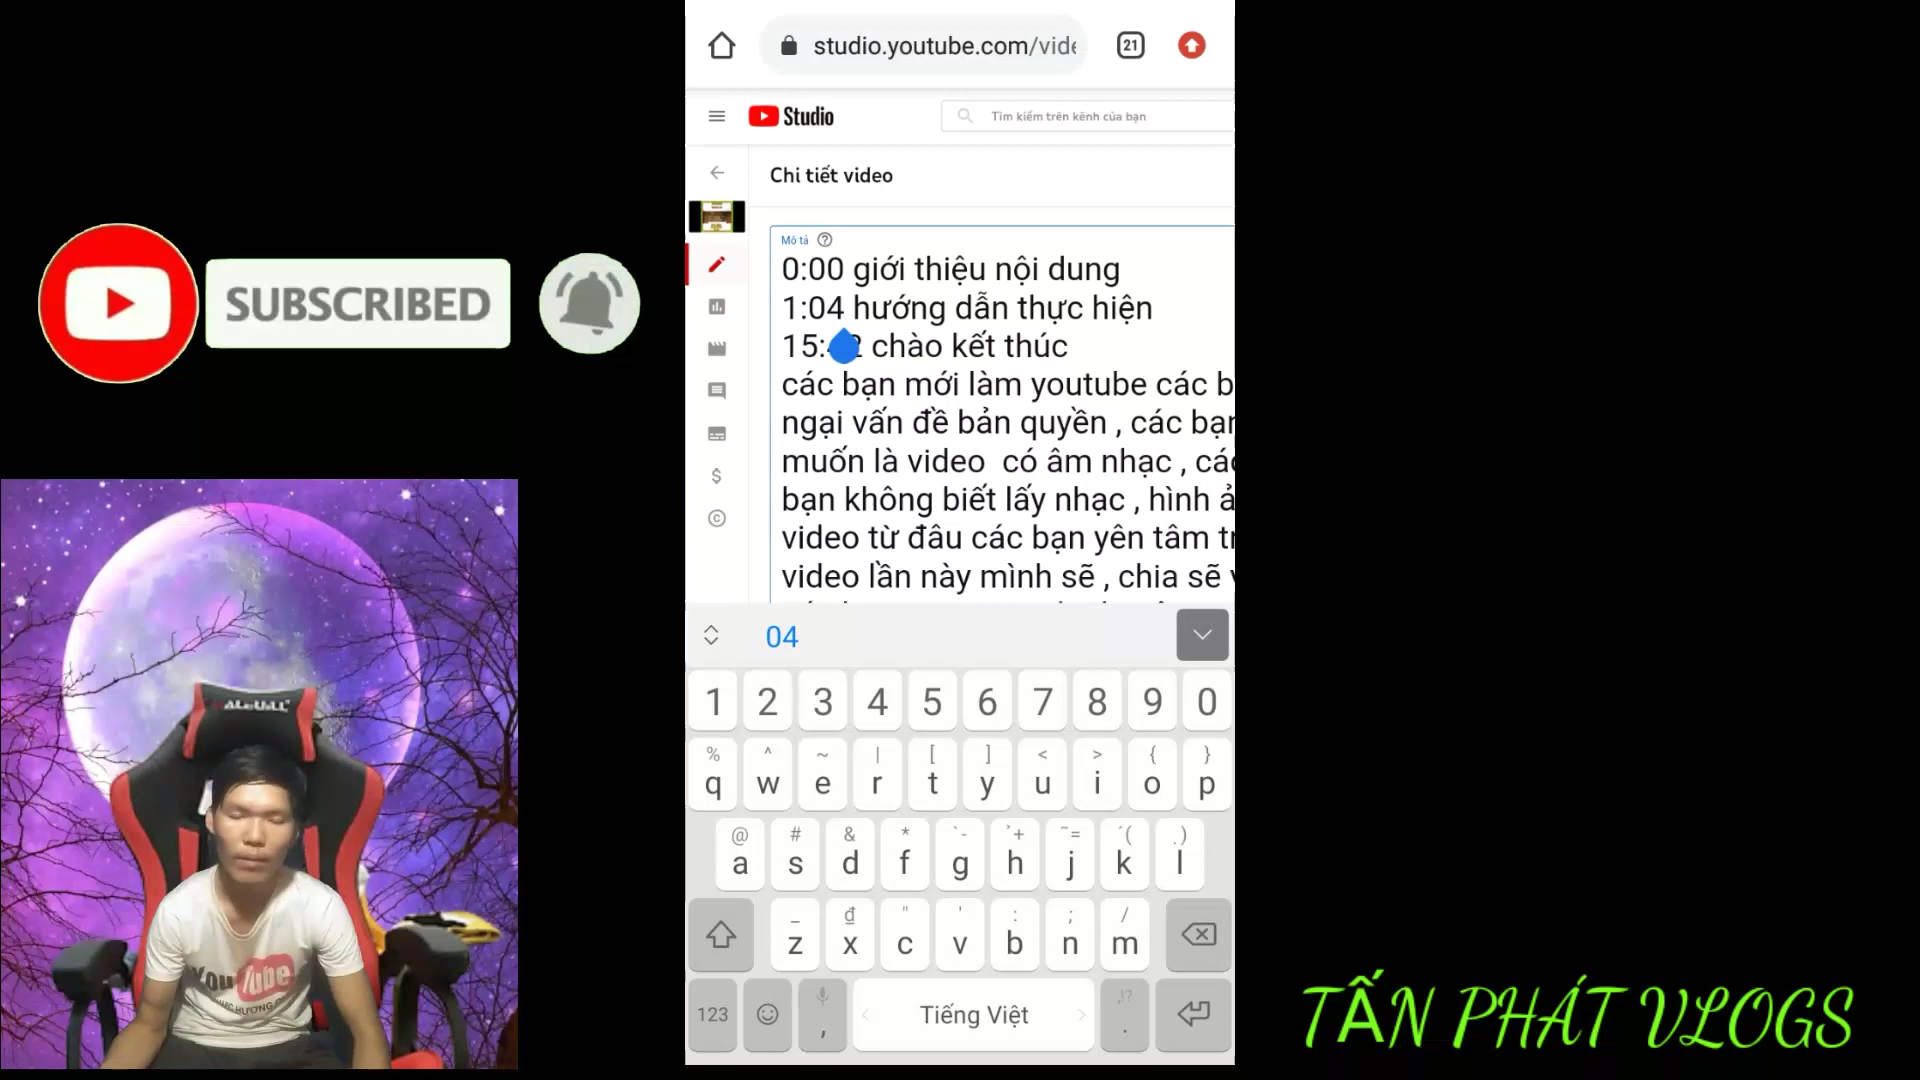 studio.youtube.com/vide
21
Studio
Tìm kiếm trên kênh của bạn
Chi tiết video
Mô tả
0:00 giới thiệu nội dung
1:04 hướng dẫn thực hiện
15:42 chào kết thúc
các bạn mới làm youtube các b
ngại vấn đề bản quyền , các bạn
muốn là video có âm nhạc , các
bạn không biết lấy nhạc , hình ả
video từ đâu các bạn yên tâm tr
video lần này mình sẽ , chia sẽ v
SUBSCRIBED
04
1 2 3 4 5 6 7 8 9 0
% ^ ~ | [ ] < > { }
q w e r t y u i o p
@ # & * `- ̉+ ~= ´( .)
a s d f g h j k l
_ đ " ' : ; /
z x c v b n m
123 , Tiếng Việt ,!? .
YouTube
TẤN PHÁT VLOGS